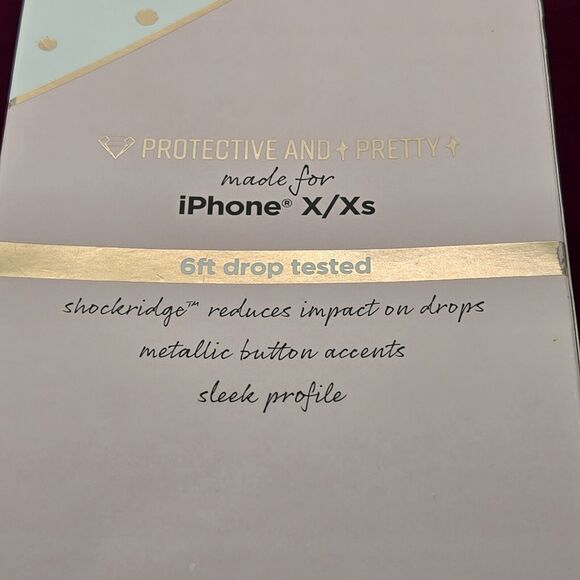 PROTECTIVE AND PRETTY
made for
iPhone® X/Xs
6ft drop tested
shockridge™ reduces impact on drops
metallic button accents
sleek profile